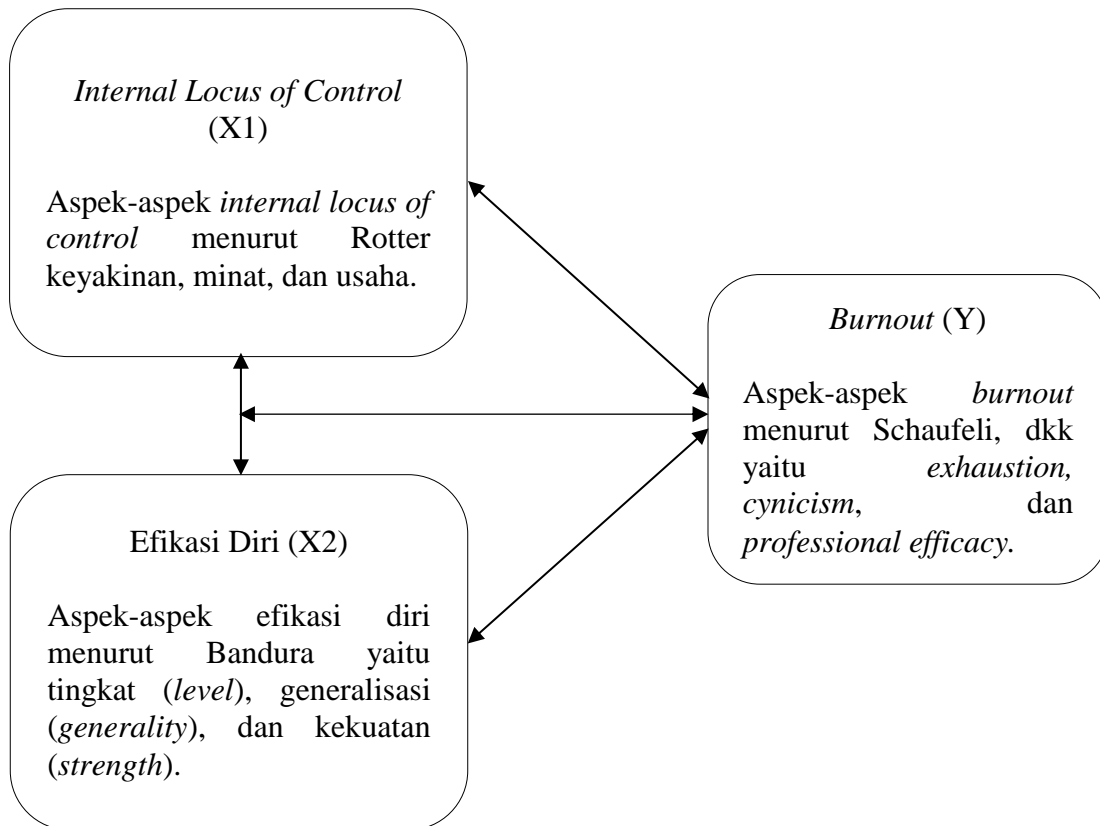 Internal Locus of Control
(X1)
Aspek-aspek internal locus of
control menurut Rotter
keyakinan, minat, dan usaha.
Burnout (Y)
Aspek-aspek burnout
menurut Schaufeli, dkk
yaitu exhaustion,
cynicism, dan
professional efficacy.
Efikasi Diri (X2)
Aspek-aspek efikasi diri
menurut Bandura yaitu
tingkat (level), generalisasi
(generality), dan kekuatan
(strength).